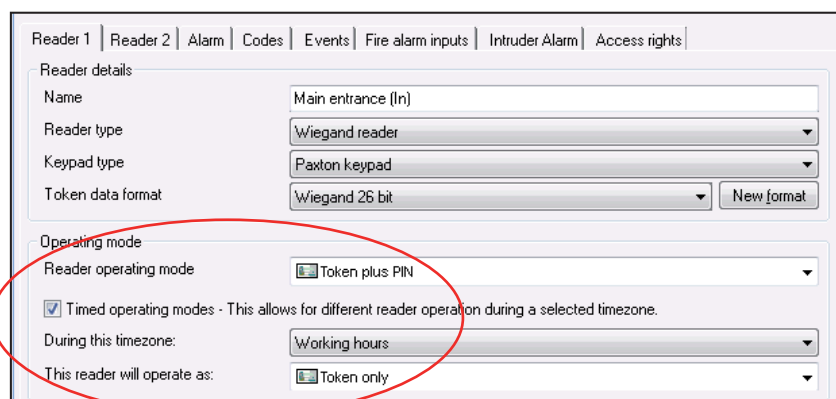 Reader 1 Reader 2 Alarm Codes Events Fire alarm inputs Intruder Alarm Access rights
Reader details
Name Main entrance (In)
Reader type Wiegand reader
Keypad type Paxton keypad
Token data format Wiegand 26 bit New format
Operating mode
Reader operating mode Token plus PIN
Timed operating modes - This allows for different reader operation during a selected timezone.
During this timezone: Working hours
This reader will operate as: Token only